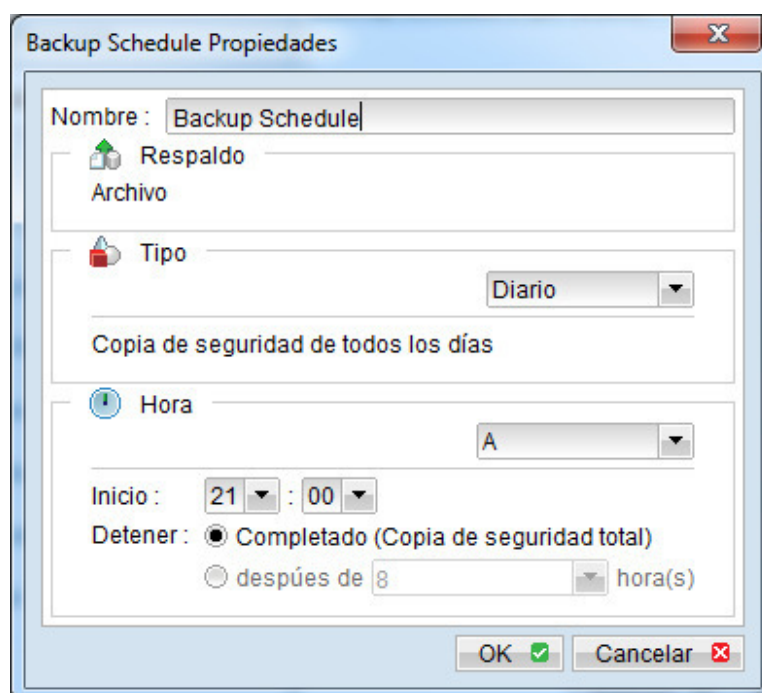 Backup Schedule Propiedades
Nombre : Backup Schedule
Respaldo
Archivo
Tipo
Diario
Copia de seguridad de todos los días
Hora
A
Inicio : 21 : 00
Detener : Completado (Copia de seguridad total)
despúes de 8 hora(s)
OK Cancelar